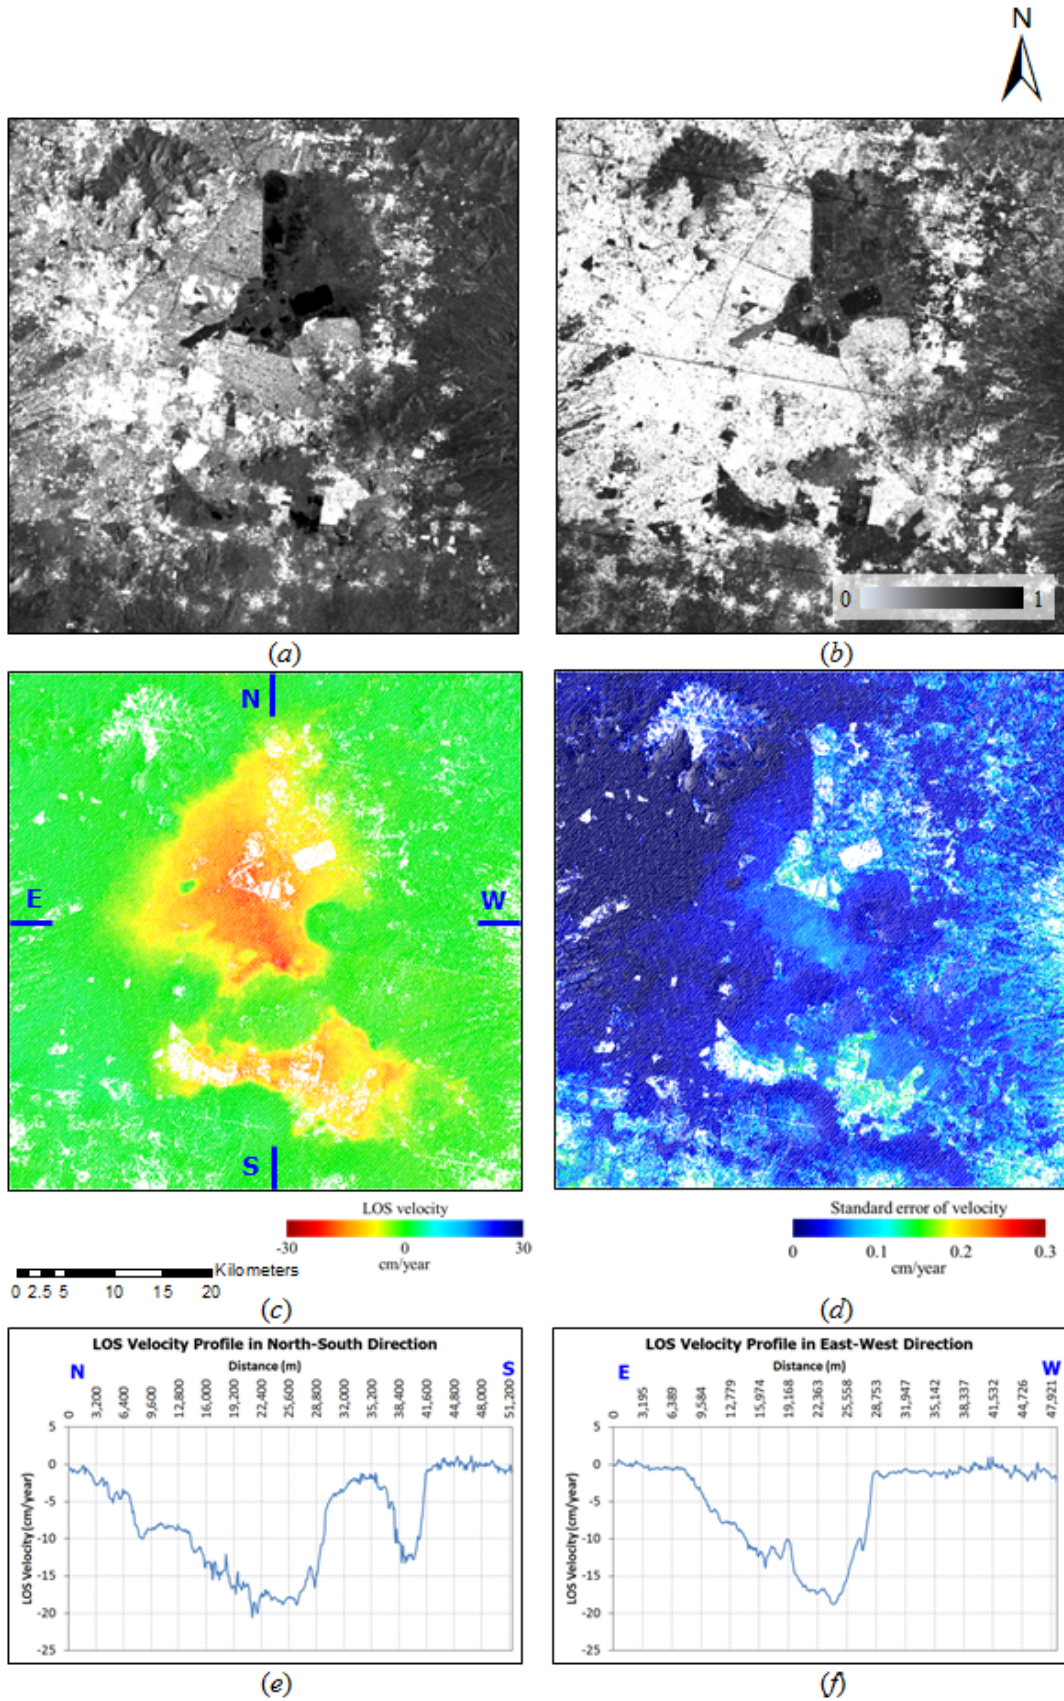 N
0 1
(a) (b)
N
E W
S
LOS velocity
-30 0 30
cm/year
Kilometers
0 2.5 5 10 15 20
Standard error of velocity
0 0.1 0.2 0.3
cm/year
(c) (d)
LOS Velocity Profile in North-South Direction
N Distance (m) S
0 3,200 6,400 9,600 12,800 16,000 19,200 22,400 25,600 28,800 32,000 35,200 38,400 41,600 44,800 48,000 51,200
LOS Velocity (cm/year)
5
0
-5
-10
-15
-20
-25
(e)
LOS Velocity Profile in East-West Direction
E Distance (m) W
0 3,195 6,389 9,584 12,779 15,974 19,168 22,363 25,558 28,753 31,947 35,142 38,337 41,532 44,726 47,921
LOS Velocity (cm/year)
5
0
-5
-10
-15
-20
-25
(f)